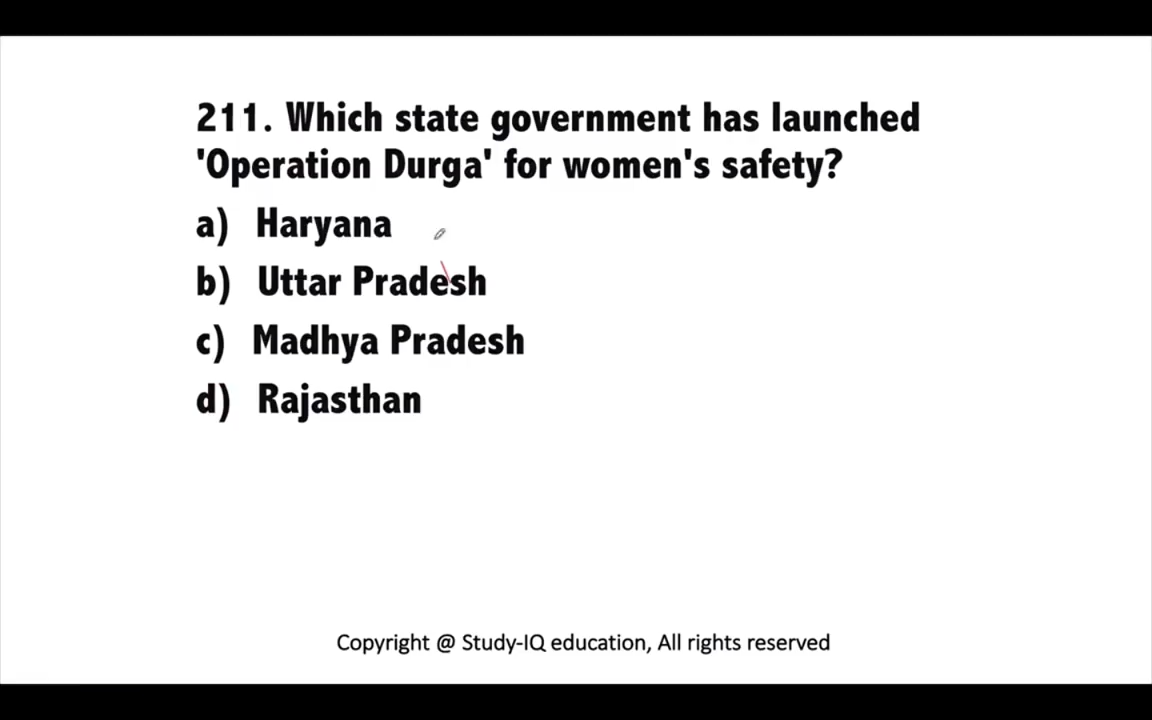 211. Which state government has launched
'Operation Durga' for women's safety?
a) Haryana
b) Uttar Pradesh
c) Madhya Pradesh
d) Rajasthan
Copyright @ Study-IQ education, All rights reserved